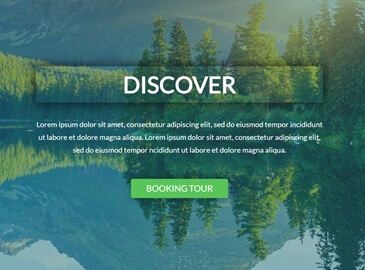 DISCOVER
Lorem ipsum dolor sit amet, consectetur adipiscing elit, sed do eiusmod tempor incididunt
ut labore et dolore magna aliqua. Lorem ipsum dolor sit amet, consectetur adipiscing elit,
sed do eiusmod tempor ncididunt ut labore et dolore magna aliqua.
BOOKING TOUR